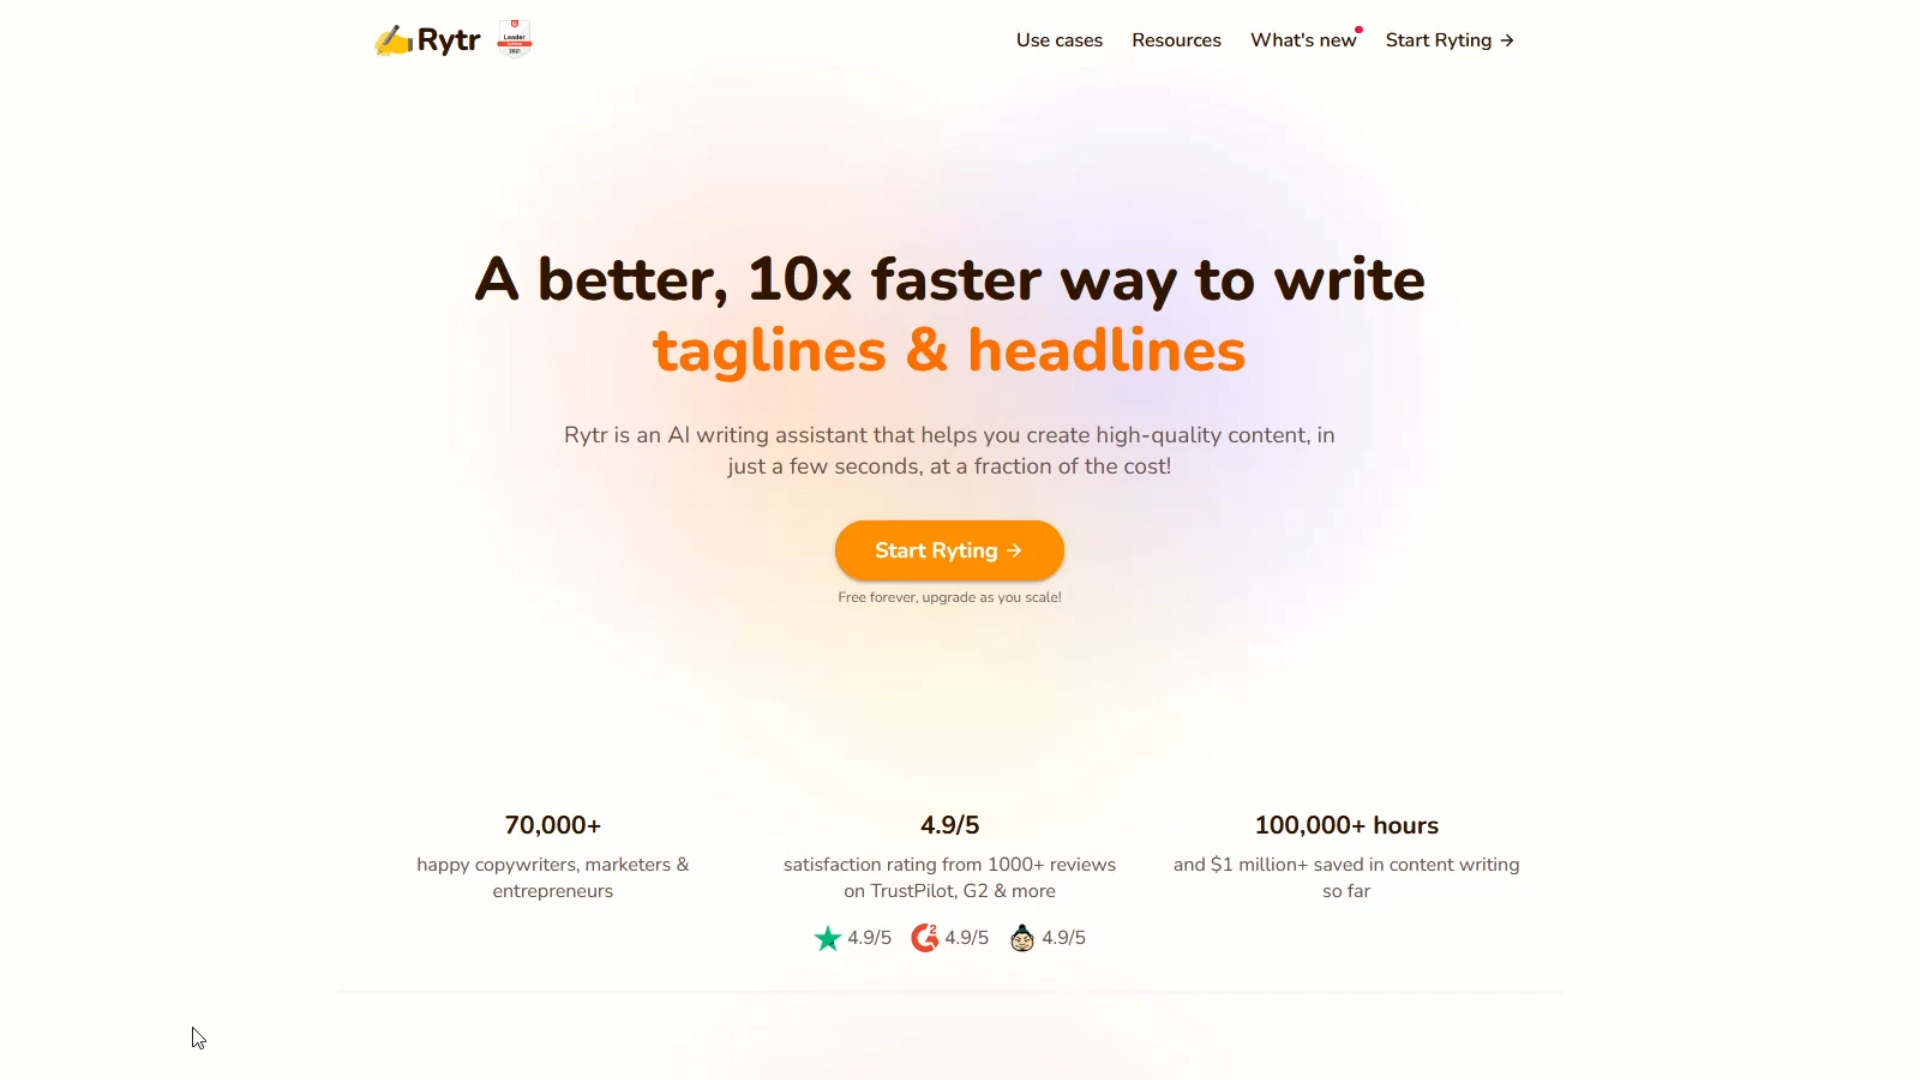 Rytr
Leader
2021
Use cases
Resources
What's new
Start Ryting →
A better, 10x faster way to write
taglines & headlines
Rytr is an AI writing assistant that helps you create high-quality content, in
just a few seconds, at a fraction of the cost!
Start Ryting →
Free forever, upgrade as you scale!
70,000+
happy copywriters, marketers &
entrepreneurs
4.9/5
satisfaction rating from 1000+ reviews
on TrustPilot, G2 & more
4.9/5
4.9/5
4.9/5
100,000+ hours
and $1 million+ saved in content writing
so far